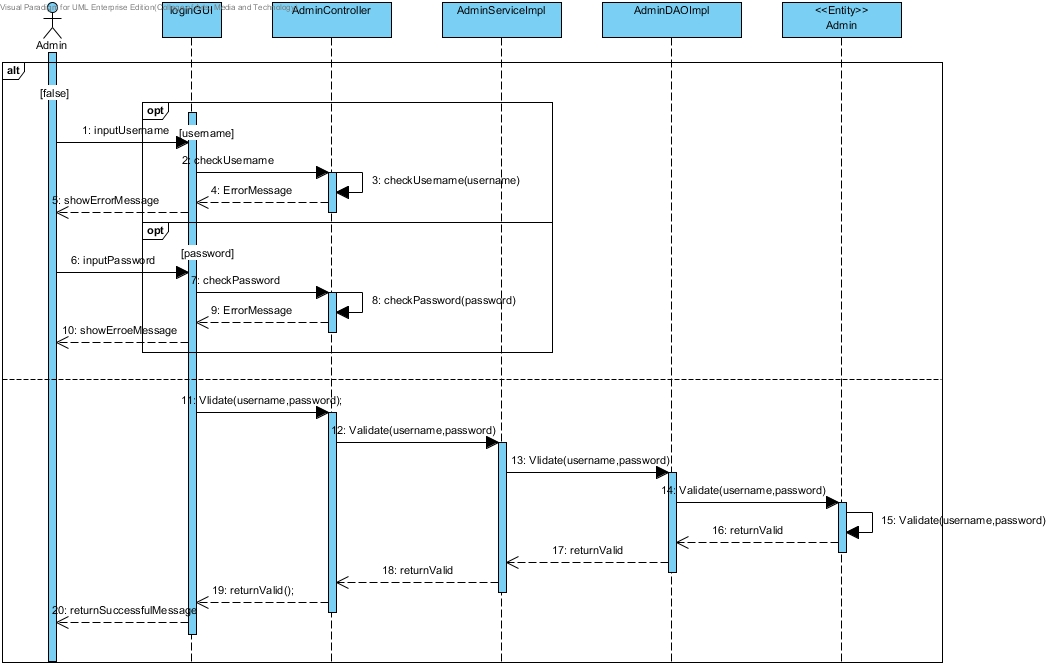 Visual Paradigm for UML Enterprise Edition( Media and Technology
loginGUI
AdminController
AdminServiceImpl
AdminDAOImpl
<<Entity>>
Admin
Admin
alt
[false]
opt
1: inputUsername
[username]
2: checkUsername
3: checkUsername(username)
4: ErrorMessage
5: showErrorMessage
opt
[password]
6: inputPassword
7: checkPassword
8: checkPassword(password)
9: ErrorMessage
10: showErroeMessage
11: Vlidate(username,password);
12: Validate(username,password)
13: Vlidate(username,password)
14: Validate(username,password)
15: Validate(username,password)
16: returnValid
17: returnValid
18: returnValid
19: returnValid();
20: returnSuccessfulMessage